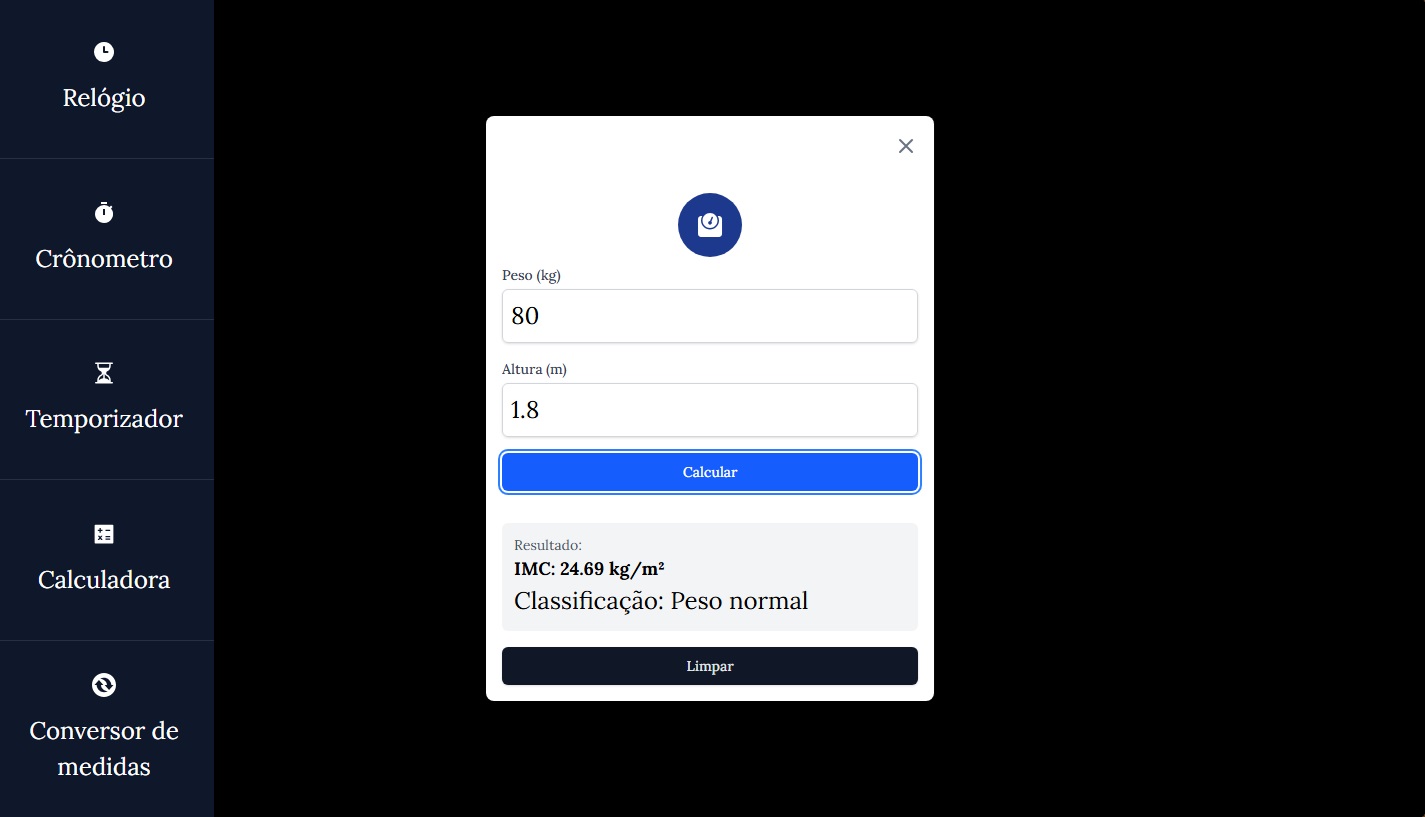 Relógio
Crônometro
Temporizador
Calculadora
Conversor de
medidas
Peso (kg)
80
Altura (m)
1.8
Calcular
Resultado:
IMC: 24.69 kg/m²
Classificação: Peso normal
Limpar